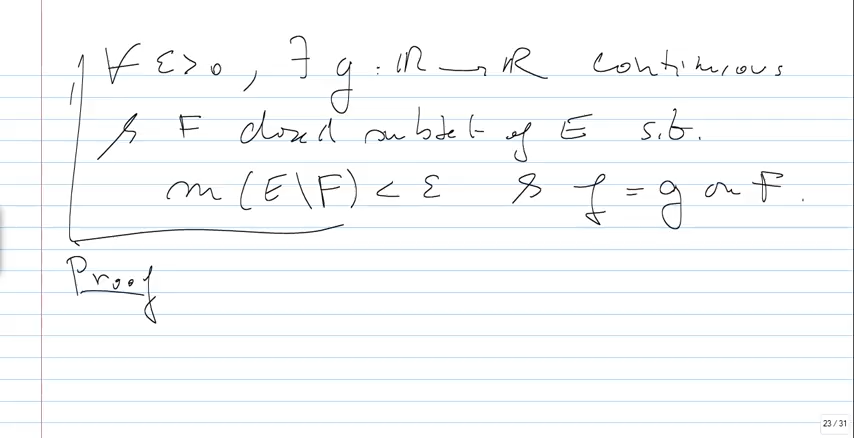 ∀ ε>0, ∃ g : ℝ → ℝ continuous
& F closed subset of E s.t.
m (E\F) < ε & f = g on F.
Proof
23 / 31